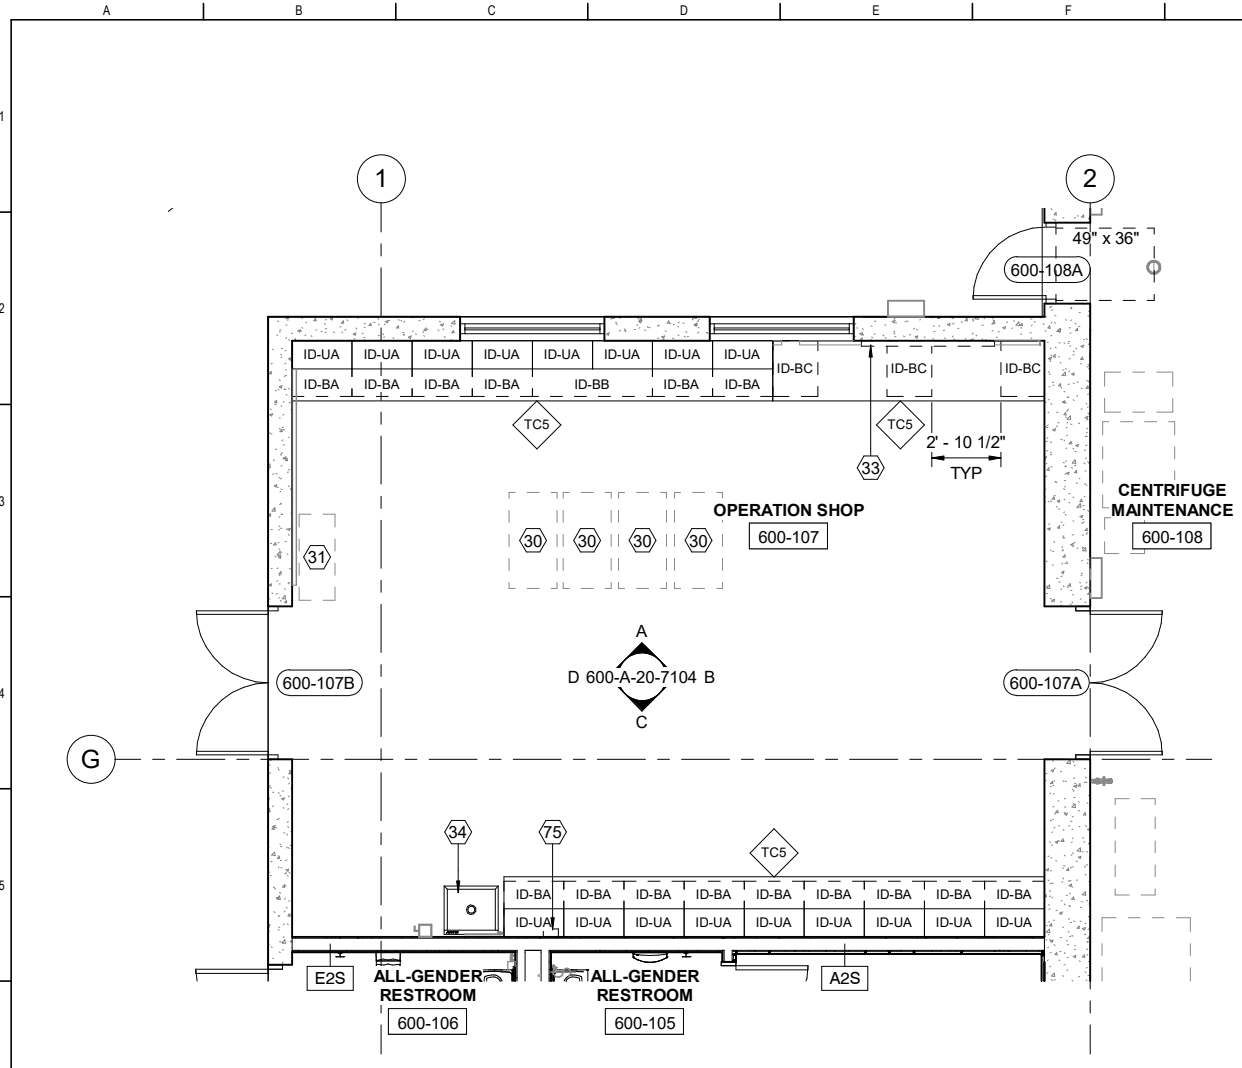 A B C D E F
1
1 2
49" x 36"
600-108A
2
ID-UA ID-UA ID-UA ID-UA ID-UA ID-UA ID-UA ID-UA
ID-BC ID-BC ID-BC
ID-BA ID-BA ID-BA ID-BA ID-BB ID-BA ID-BA
TC5 TC5
2' - 10 1/2"
33
TYP
3
OPERATION SHOP
600-107
CENTRIFUGE
MAINTENANCE
600-108
30 30 30 30
31
A
D 600-A-20-7104 B
C
600-107B
600-107A
4
G
34 75
TC5
5
ID-BA ID-BA ID-BA ID-BA ID-BA ID-BA ID-BA ID-BA ID-BA
ID-UA ID-UA ID-UA ID-UA ID-UA ID-UA ID-UA ID-UA ID-UA
E2S
ALL-GENDER
RESTROOM
600-106
ALL-GENDER
RESTROOM
600-105
A2S